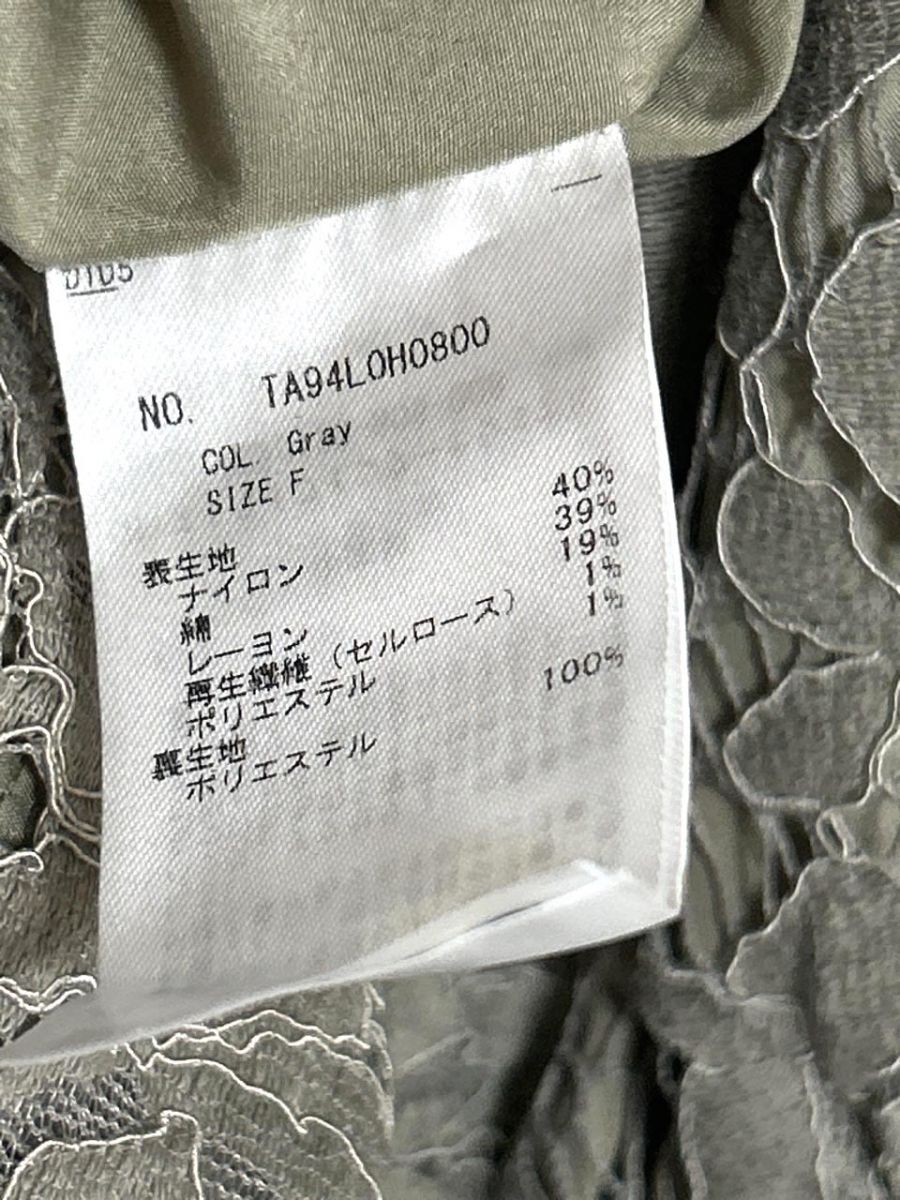 NO. TA94L0H0800
COL. Gray
SIZE F
表生地
ナイロン 40%
綿 39%
レーヨン 19%
再生繊維(セルロース) 1%
ポリエステル 1%
裏生地
ポリエステル 100%